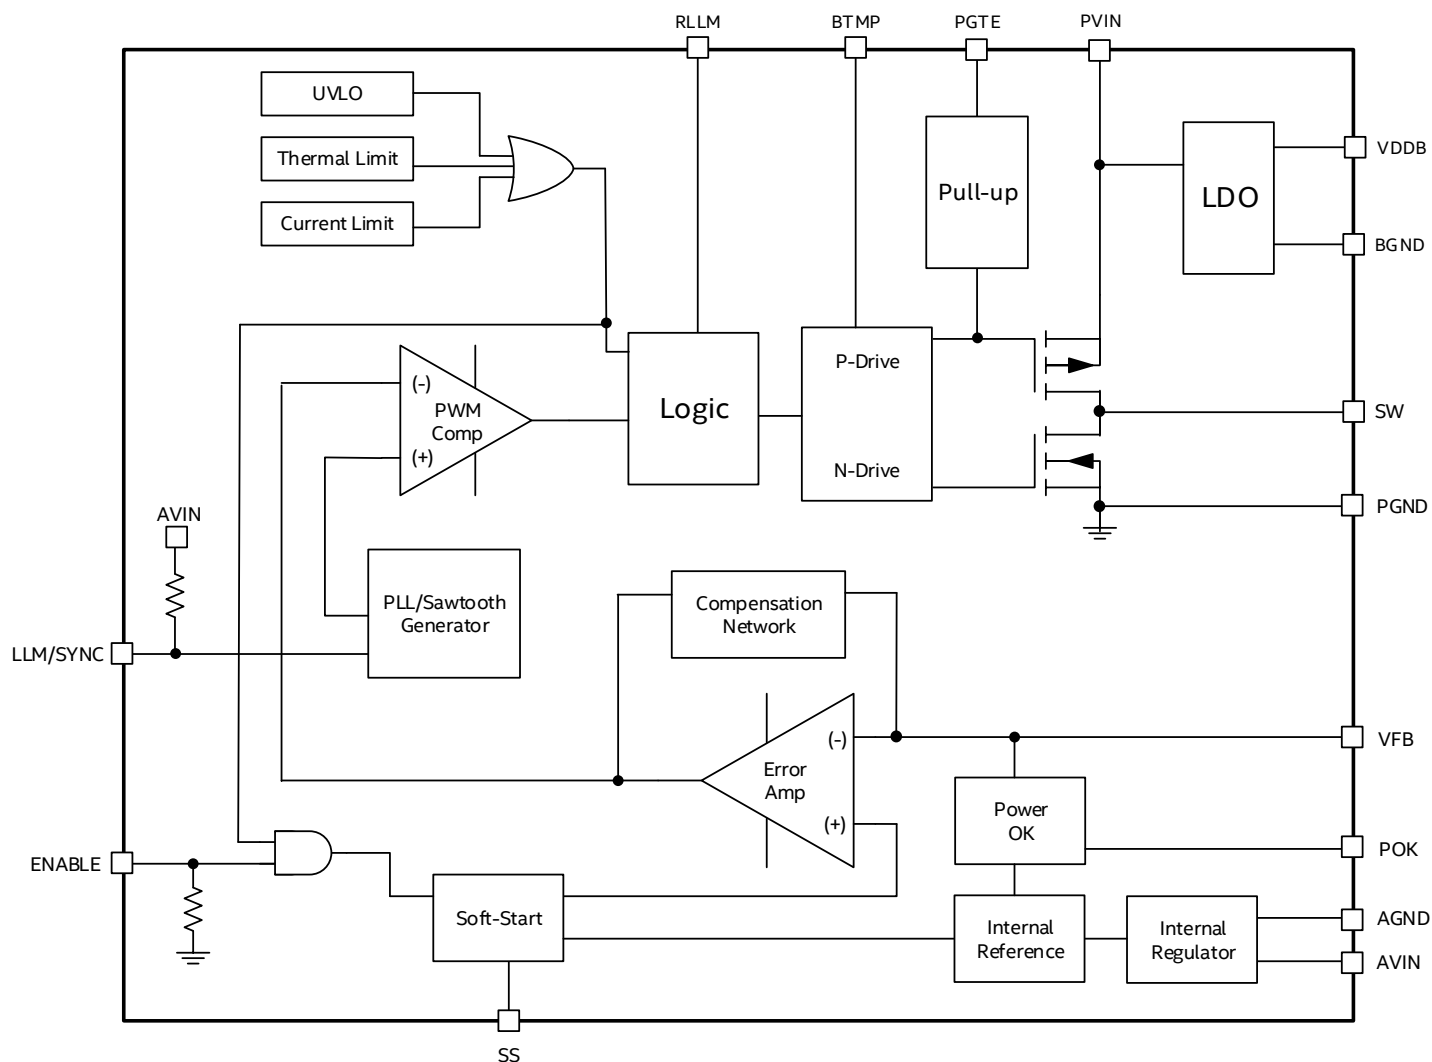 RLLM
BTMP
PGTE
PVIN
UVLO
Thermal Limit
Current Limit
Pull-up
LDO
VDDB
BGND
(-)
PWM
Comp
(+)
Logic
P-Drive
N-Drive
SW
PGND
AVIN
PLL/Sawtooth
Generator
LLM/SYNC
Compensation
Network
(-)
Error
Amp
(+)
VFB
Power
OK
POK
ENABLE
Soft-Start
Internal
Reference
Internal
Regulator
AGND
AVIN
SS